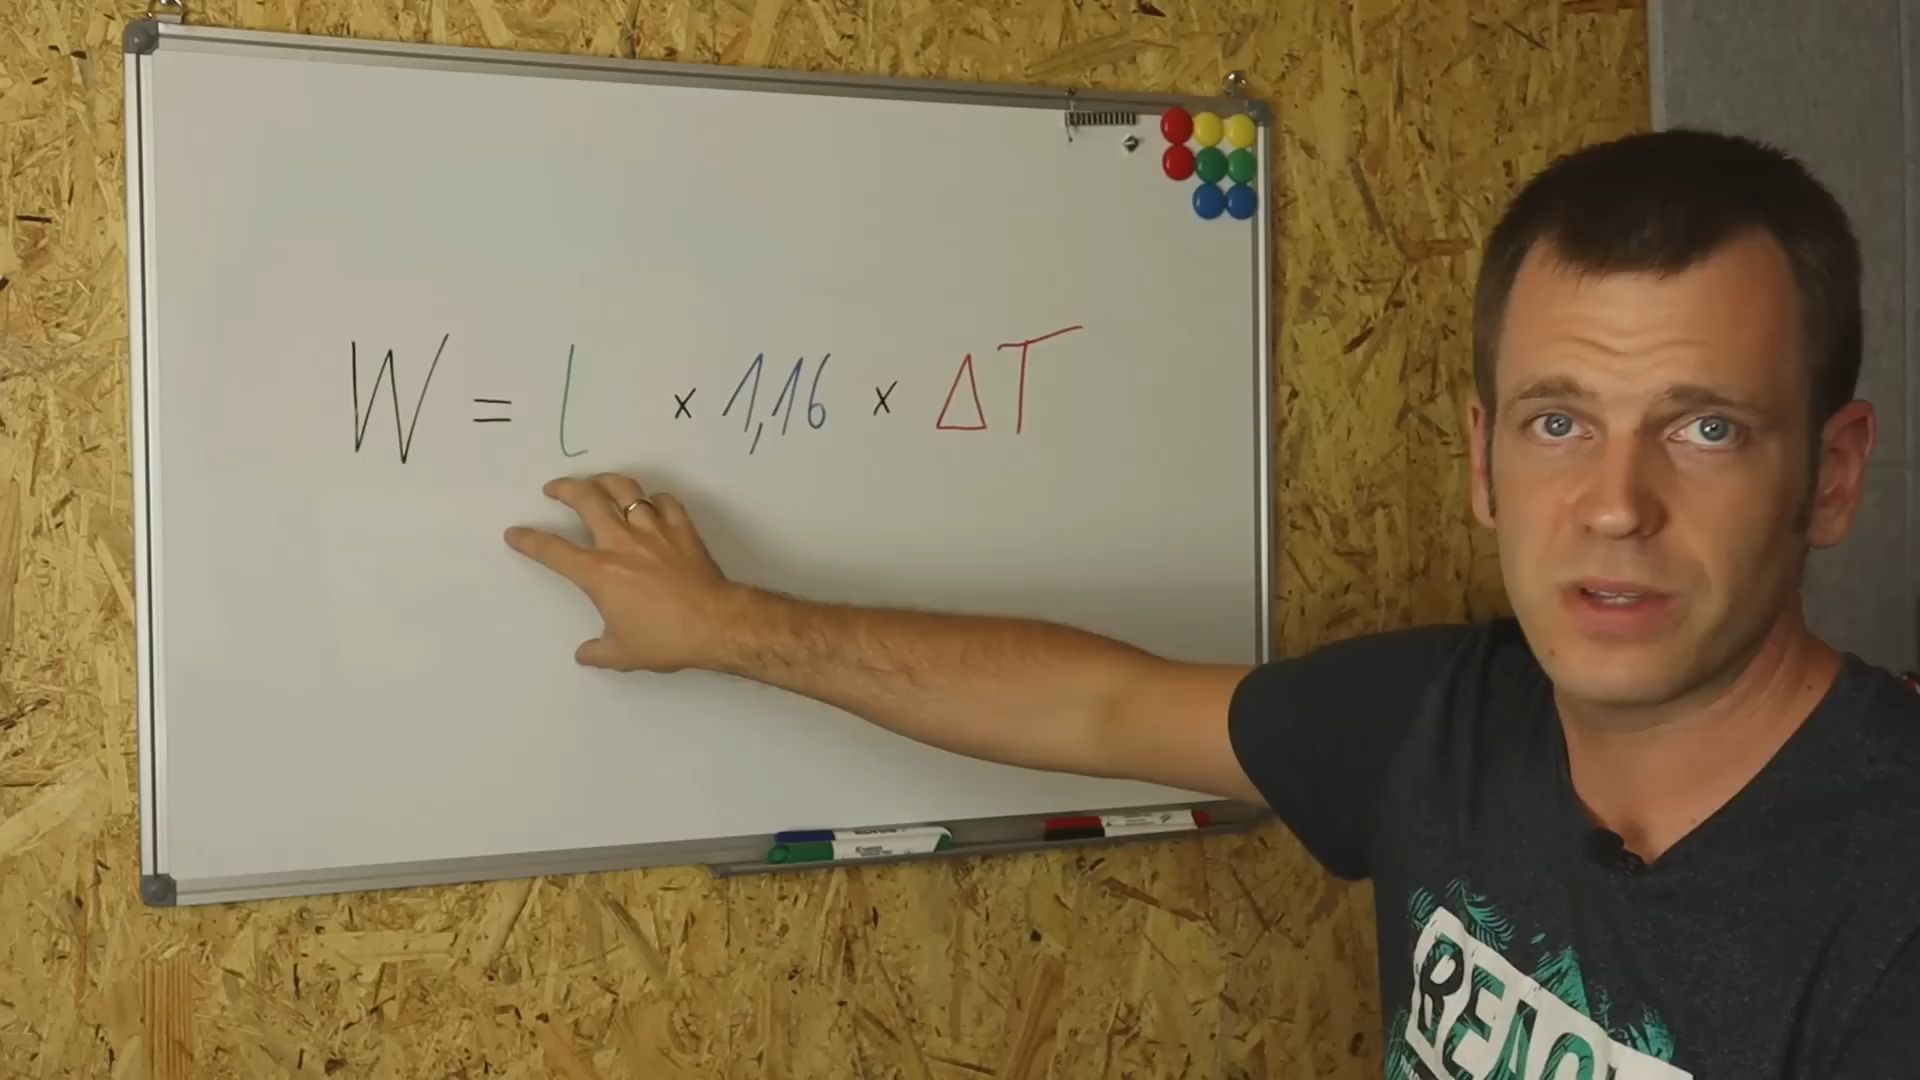 W = l × 1,16 × ΔT